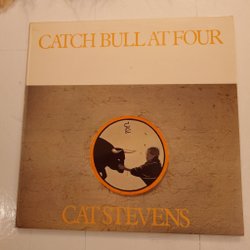 CATCH BULL AT FOUR
CAT STEVENS